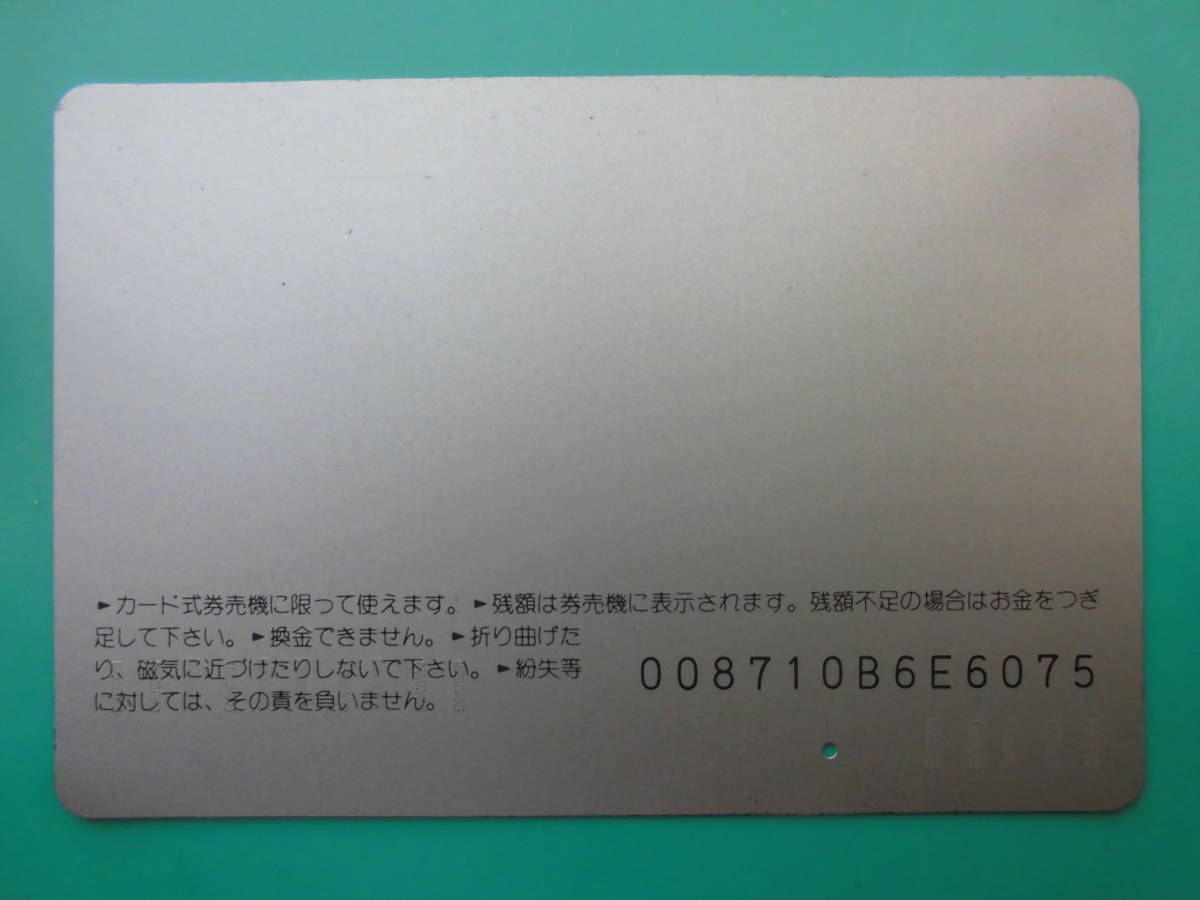 ►カード式券売機に限って使えます。►残額は券売機に表示されます。残額不足の場合はお金をつぎ
足して下さい。►換金できません。►折り曲げた
り、磁気に近づけたりしないで下さい。►紛失等
に対しては、その責を負いません。
008710B6E6075